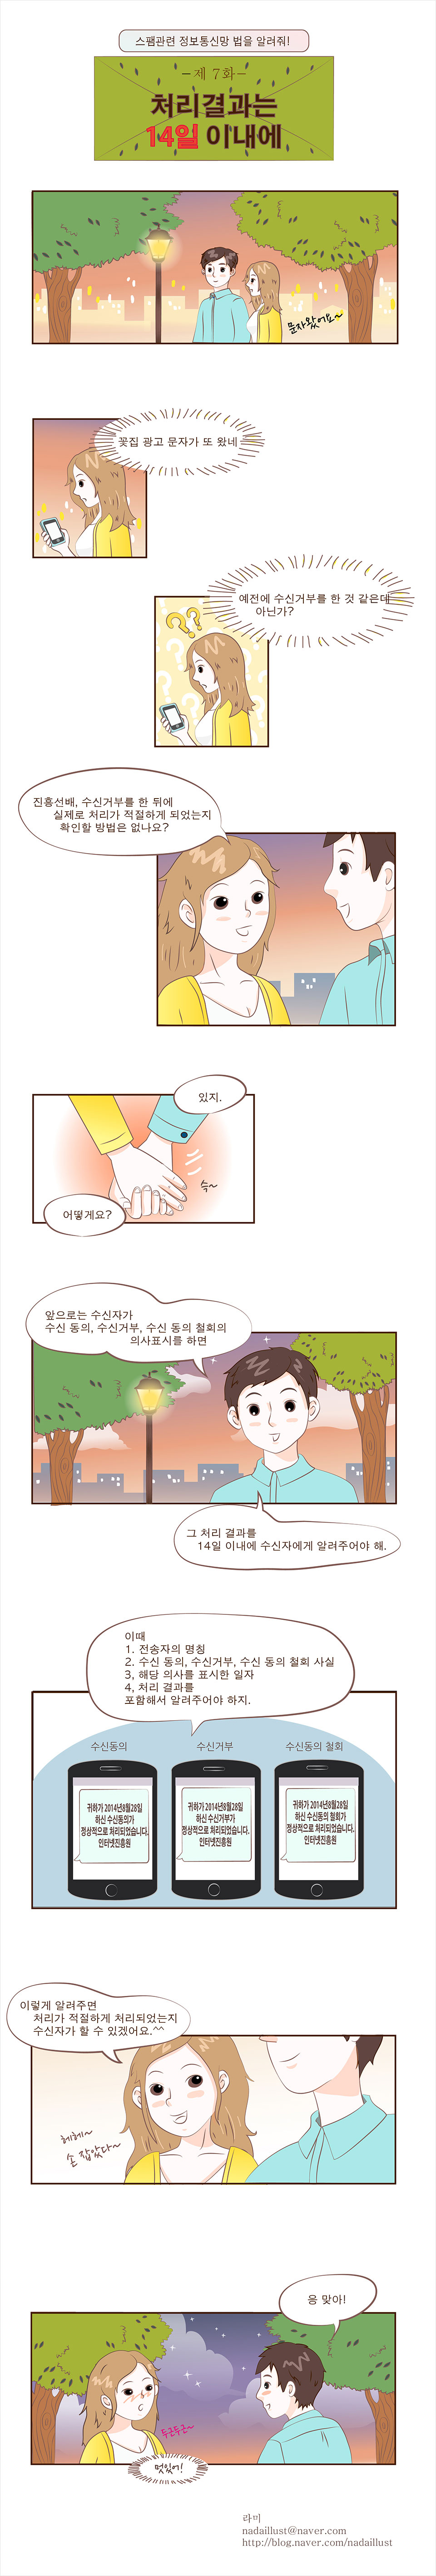 스팸관련 정보통신망 법을 알려줘!
-제 7화-
처리결과는
14일 이내에
문자왔어요~
꽃집 광고 문자가 또 왔네
예전에 수신거부를 한 것 같은데
아닌가?
진흥선배, 수신거부를 한 뒤에
실제로 처리가 적절하게 되었는지
확인할 방법은 없나요?
있지.
슥~
어떻게요?
앞으로는 수신자가
수신 동의, 수신거부, 수신 동의 철회의
의사표시를 하면
그 처리 결과를
14일 이내에 수신자에게 알려주어야 해.
이때
1. 전송자의 명칭
2. 수신 동의, 수신거부, 수신 동의 철회 사실
3, 해당 의사를 표시한 일자
4, 처리 결과를
포함해서 알려주어야 하지.
수신동의
귀하가 2014년8월28일
하신 수신동의가
정상적으로 처리되었습니다.
인터넷진흥원
수신거부
귀하가 2014년8월28일
하신 수신거부가
정상적으로 처리되었습니다.
인터넷진흥원
수신동의 철회
귀하가 2014년8월28일
하신 수신동의 철회가
정상적으로 처리되었습니다.
인터넷진흥원
이렇게 알려주면
처리가 적절하게 처리되었는지
수신자가 할 수 있겠어요.^^
헤헤~
손 잡았다~
응 맞아!
두근두근~
멋있어!
라미
nadaillust@naver.com
http://blog.naver.com/nadaillust